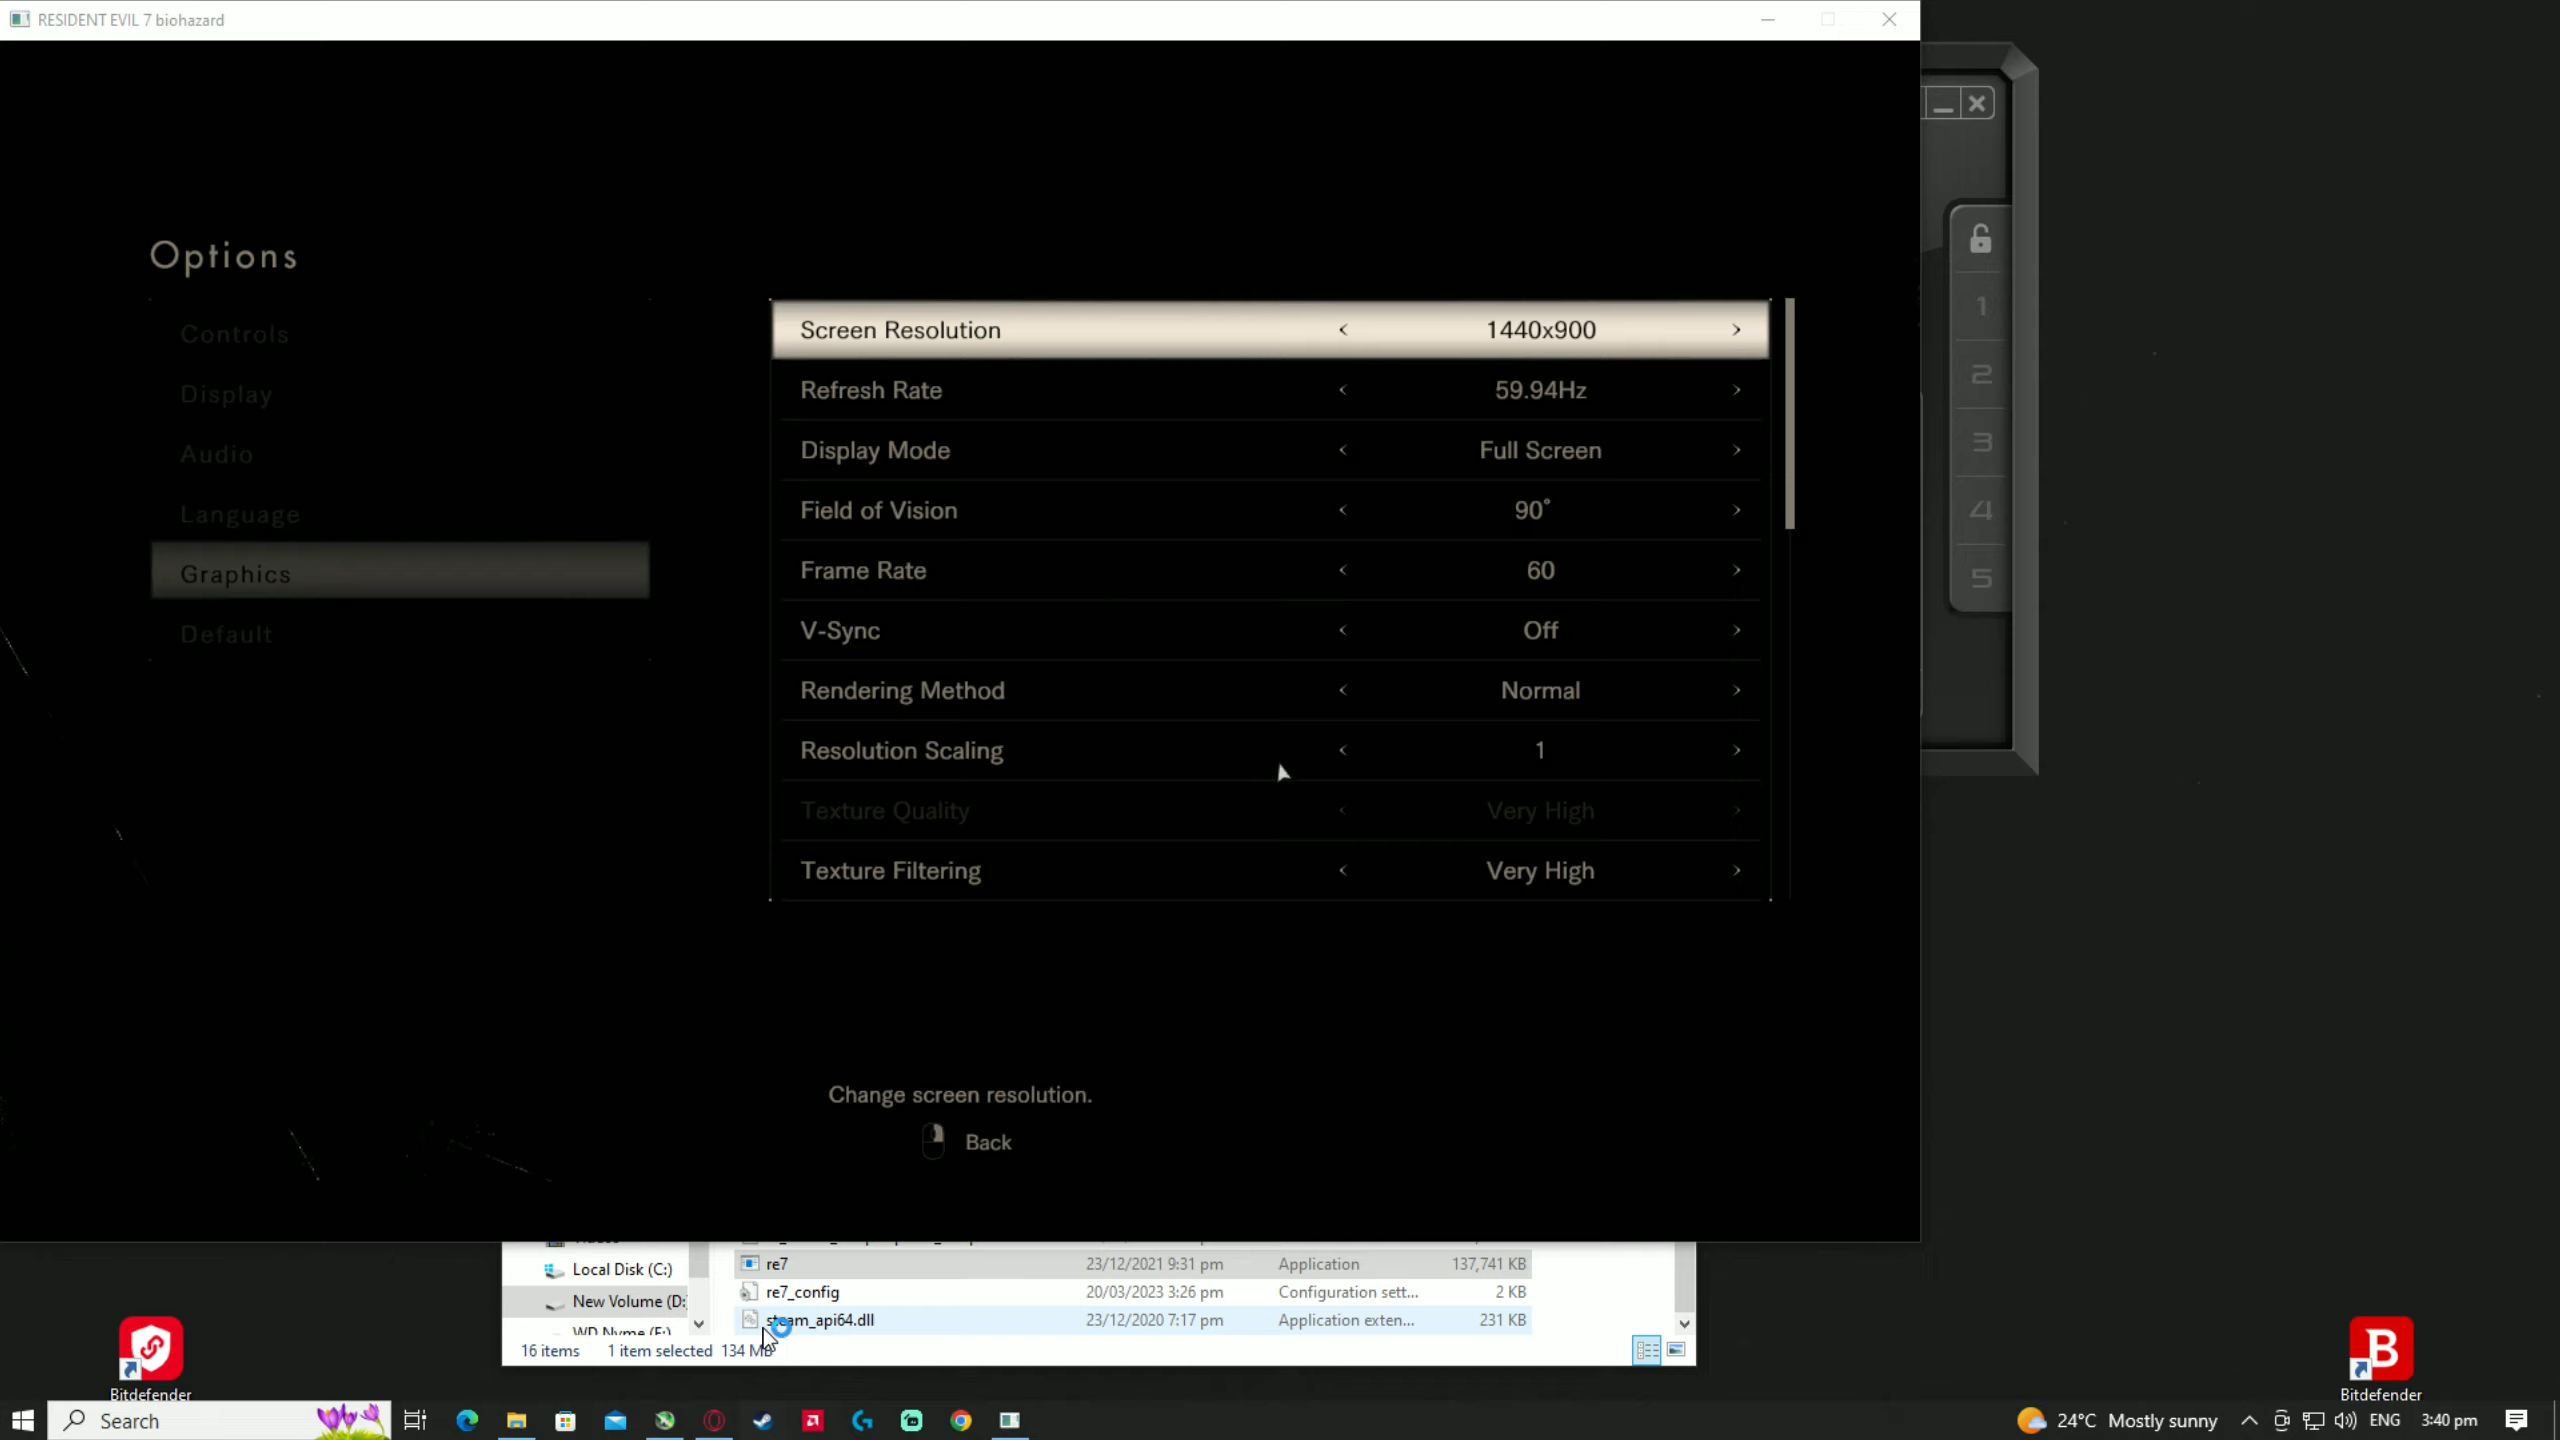 RESIDENT EVIL 7 biohazard
Options
Controls
Display
Audio
Language
Graphics
Default
Screen Resolution < 1440x900 >
Refresh Rate < 59.94Hz >
Display Mode < Full Screen >
Field of Vision < 90° >
Frame Rate < 60 >
V-Sync < Off >
Rendering Method < Normal >
Resolution Scaling < 1 >
Texture Quality < Very High >
Texture Filtering < Very High >
Change screen resolution.
Back
1
2
3
4
5
Local Disk (C:)
New Volume (D:
WD Nyme (F:)
re7 23/12/2021 9:31 pm Application 137,741 KB
re7_config 20/03/2023 3:26 pm Configuration sett... 2 KB
steam_api64.dll 23/12/2020 7:17 pm Application exten... 231 KB
16 items 1 item selected 134 MB
Bitdefender
Bitdefender
Search
24°C Mostly sunny
ENG
3:40 pm